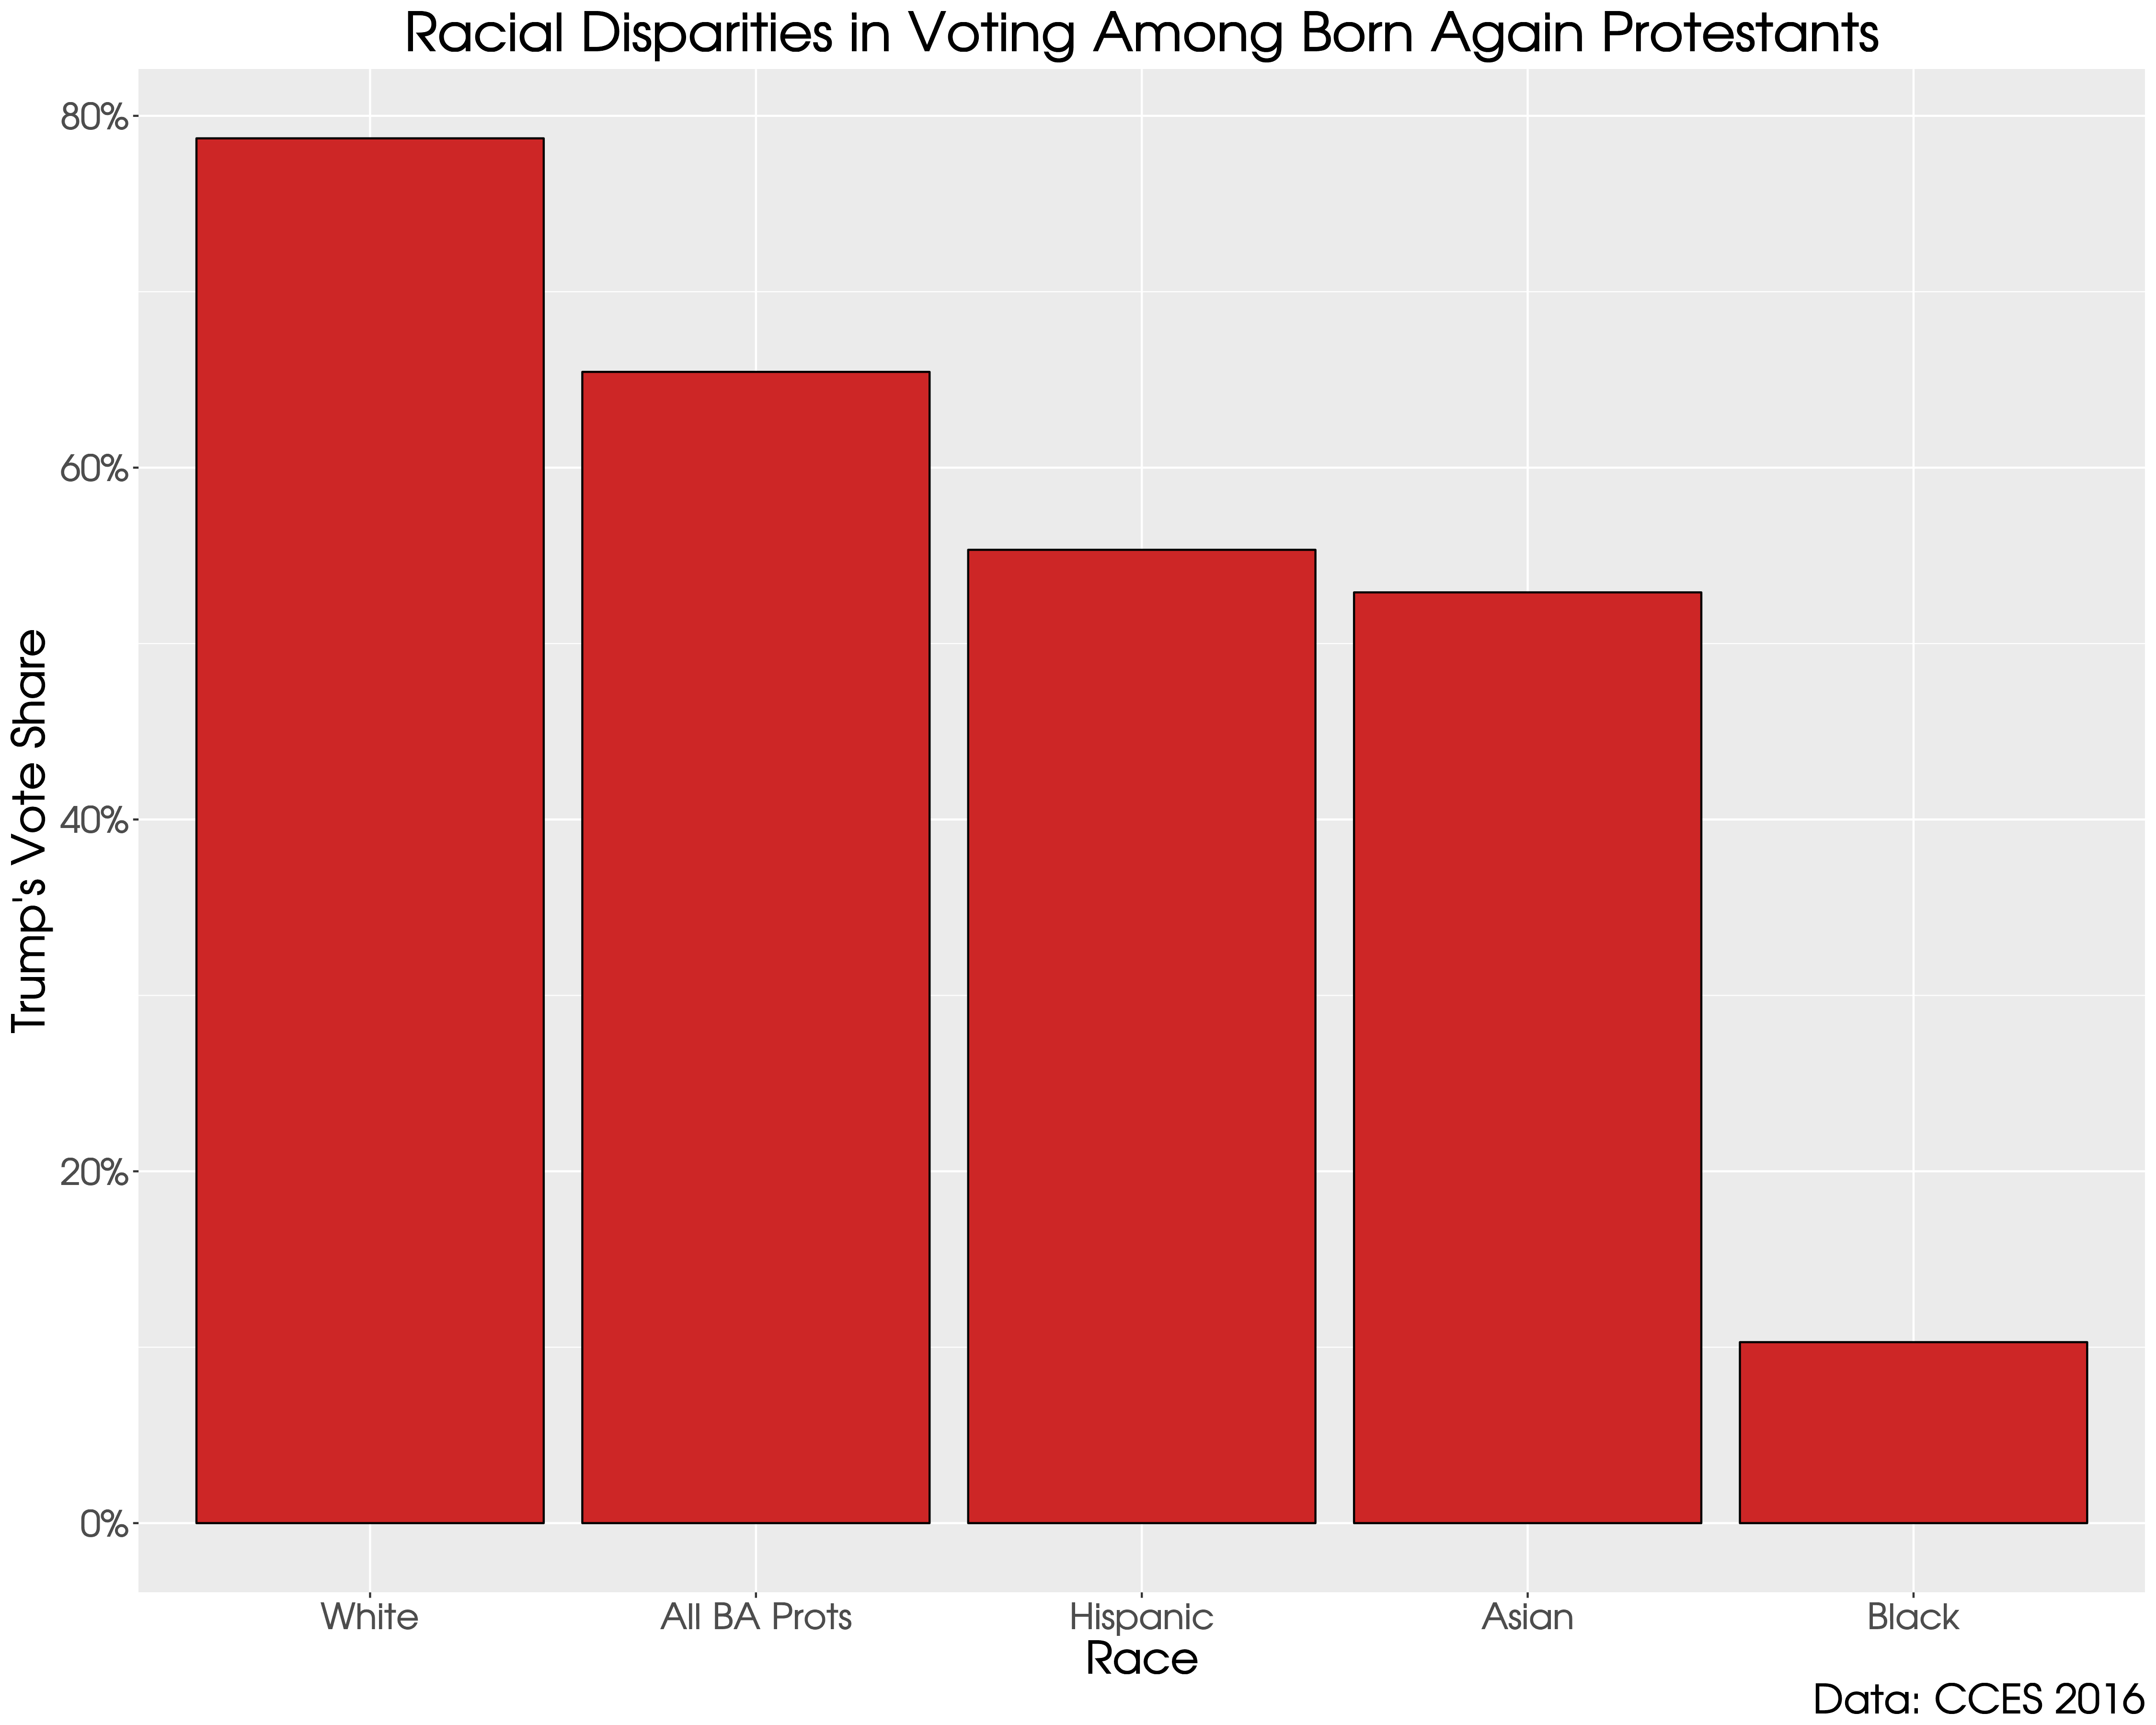 Racial Disparities in Voting Among Born Again Protestants
80%
60%
40%
20%
0%
Trump's Vote Share
White
All BA Prots
Hispanic
Asian
Black
Race
Data: CCES 2016